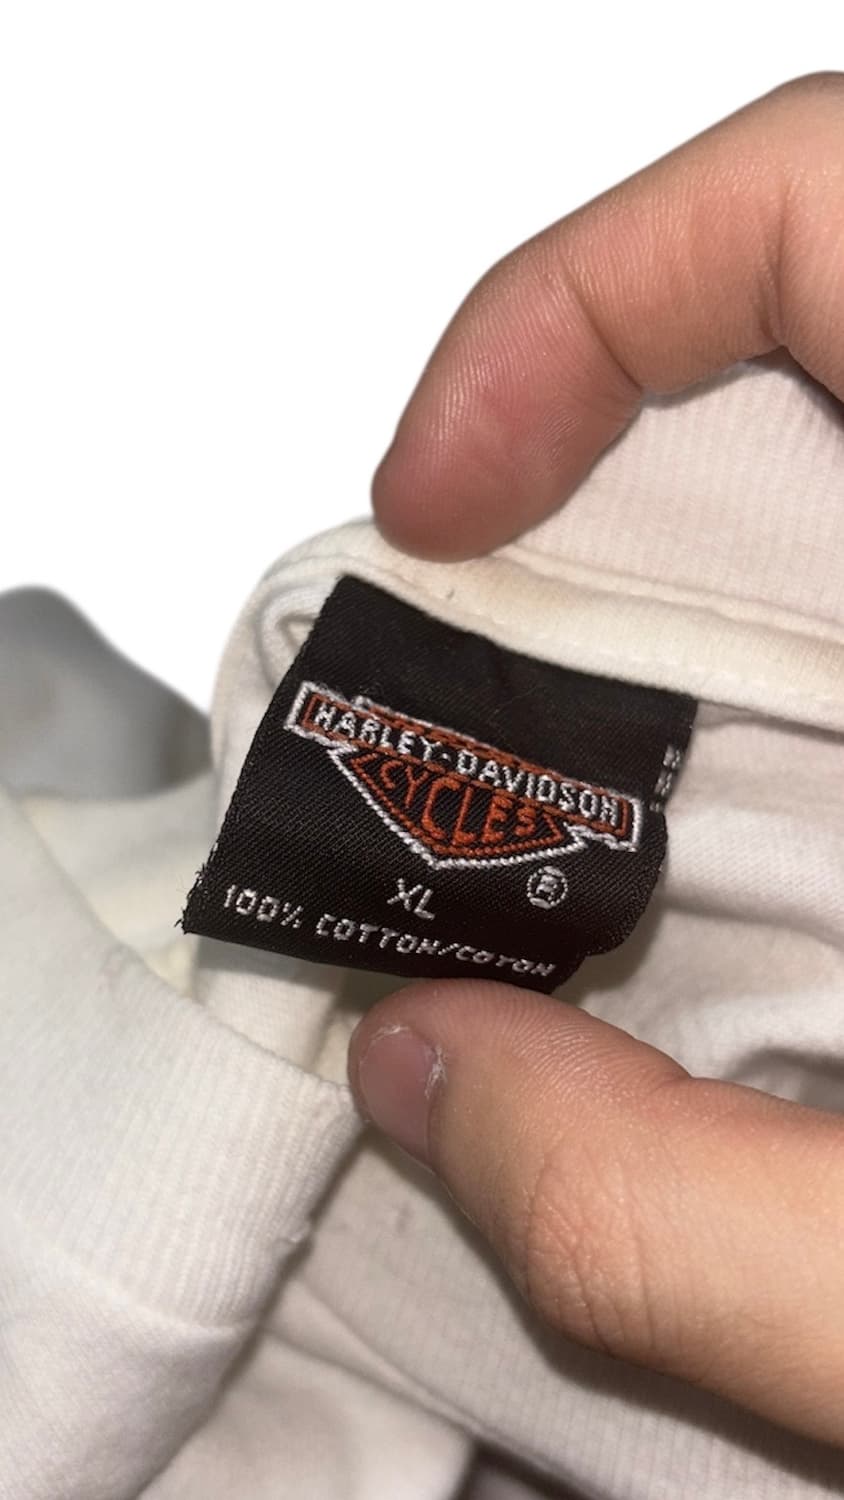 HARLEY-DAVIDSON
CYCLES
®
XL
100% COTTON/COTON